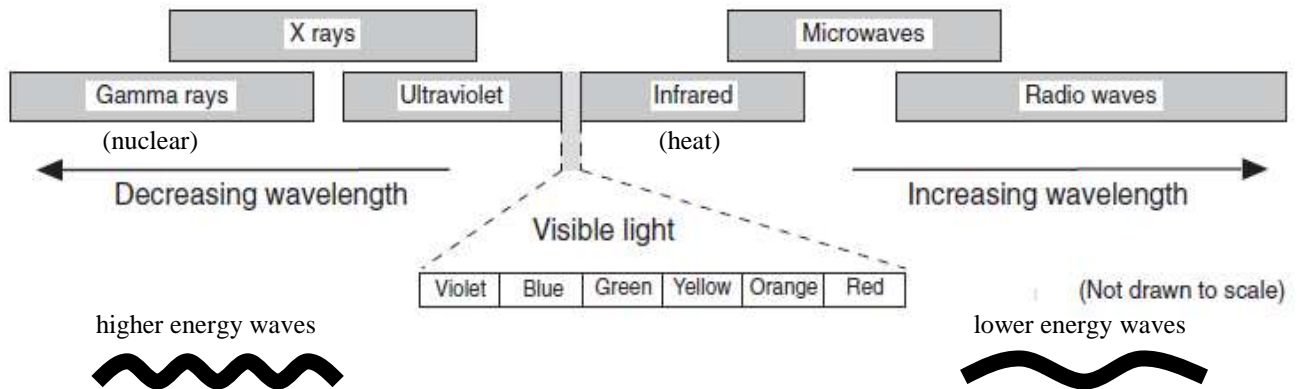 X rays
Microwaves
Gamma rays
Ultraviolet
Infrared
Radio waves
(nuclear)
(heat)
Decreasing wavelength
Increasing wavelength
Visible light
Violet
Blue
Green
Yellow
Orange
Red
(Not drawn to scale)
higher energy waves
lower energy waves